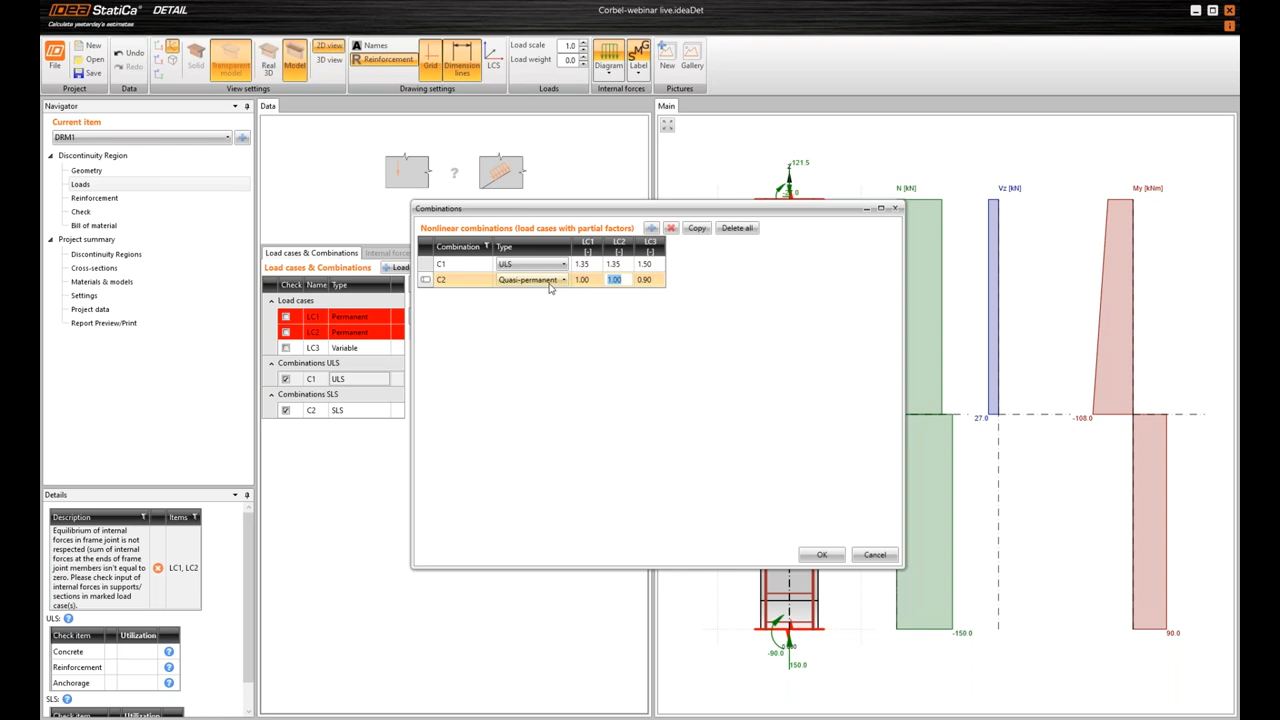 IDEA StatiCa® DETAIL
Calculate yesterday's estimates
Corbel-webinar live.ideaDet
File
New
Open
Save
Project
Undo
Redo
Data
Solid
Transparent model
Real 3D
Model
2D view
3D view
View settings
Names
Reinforcement
Grid
Dimension lines
LCS
Drawing settings
Load scale 1.0
Load weight 0.0
Loads
Diagram
Label
Internal forces
New
Gallery
Pictures
Navigator
Current item
DRM1
Discontinuity Region
Geometry
Loads
Reinforcement
Check
Bill of material
Project summary
Discontinuity Regions
Cross-sections
Materials & models
Settings
Project data
Report Preview/Print
Details
Description Items
Equilibrium of internal
forces in frame joint is not
respected (sum of internal
forces at the ends of frame
joint members isn't equal to
zero. Please check input of
internal forces in supports/
sections in marked load
case(s).
LC1, LC2
ULS:
Check item Utilization
Concrete
Reinforcement
Anchorage
SLS:
Check item Utilization
Data
?
Load cases & Combinations Internal forces
Load cases & Combinations Load
Check Name Type
Load cases
LC1 Permanent
LC2 Permanent
LC3 Variable
Combinations ULS
C1 ULS
Combinations SLS
C2 SLS
Combinations
Nonlinear combinations (load cases with partial factors) Copy Delete all
Combination Type LC1 [-] LC2 [-] LC3 [-]
C1 ULS 1.35 1.35 1.50
C2 Quasi-permanent 1.00 1.00 0.90
OK Cancel
Main
z
121.5
N [kN]
Vz [kN]
My [kNm]
27.0
-108.0
-150.0
90.0
-90.0
150.0